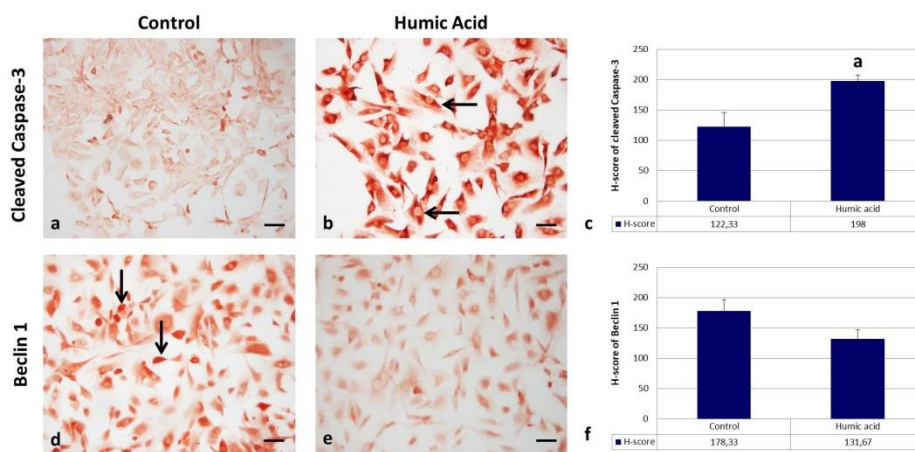 Control
Humic Acid
Cleaved Caspase-3
a
b
H-score of cleaved Caspase-3
250
200
150
100
50
0
a
Control
Humic acid
H-score
122,33
198
c
Beclin 1
d
e
H-score of Beclin 1
250
200
150
100
50
0
Control
Humic acid
H-score
178,33
131,67
f